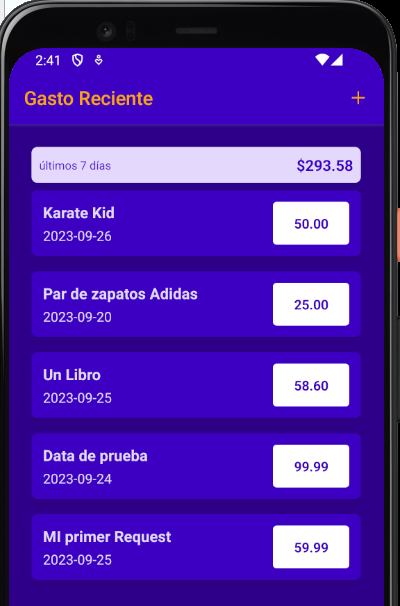 2:41
Gasto Reciente +
últimos 7 días $293.58
Karate Kid
2023-09-26
50.00
Par de zapatos Adidas
2023-09-20
25.00
Un Libro
2023-09-25
58.60
Data de prueba
2023-09-24
99.99
MI primer Request
2023-09-25
59.99